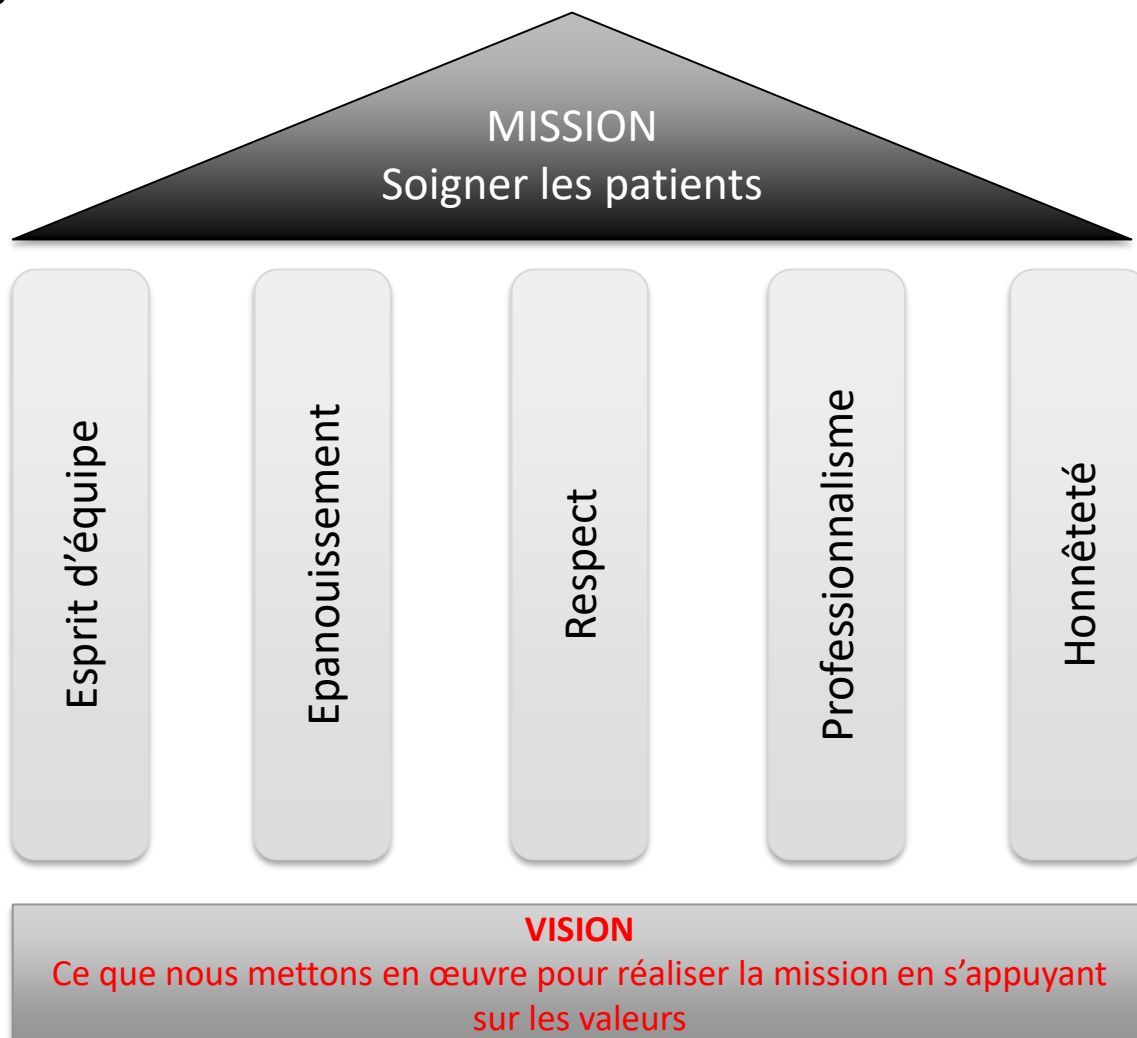 MISSION
Soigner les patients
Esprit d’équipe
Epanouissement
Respect
Professionnalisme
Honnêteté
VISION
Ce que nous mettons en œuvre pour réaliser la mission en s’appuyant
sur les valeurs